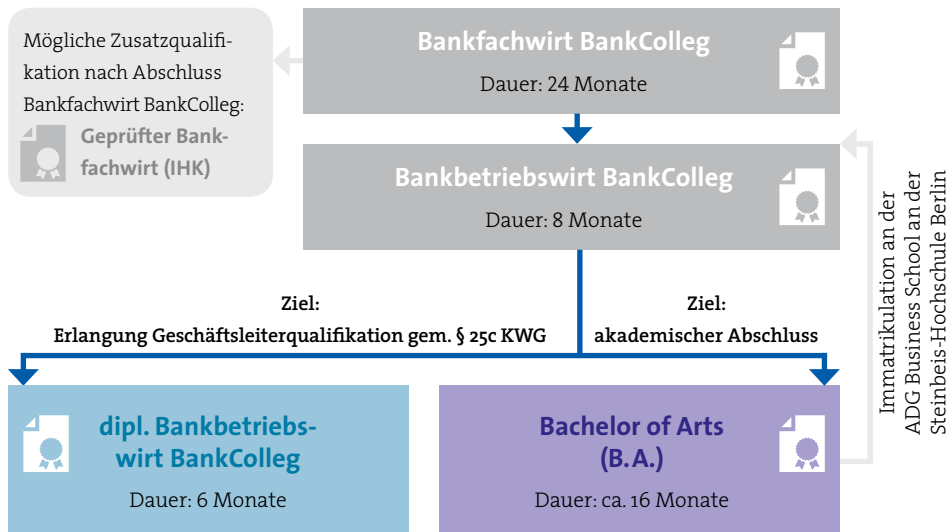 Mögliche Zusatzqualifi-
kation nach Abschluss
Bankfachwirt BankColleg:
Geprüfter Bank-
fachwirt (IHK)
Bankfachwirt BankColleg
Dauer: 24 Monate
Bankbetriebswirt BankColleg
Dauer: 8 Monate
Immatrikulation an der
ADG Business School an der
Steinbeis-Hochschule Berlin
Ziel:
Erlangung Geschäftsleiterqualifikation gem. § 25c KWG
Ziel:
akademischer Abschluss
dipl. Bankbetriebs-
wirt BankColleg
Dauer: 6 Monate
Bachelor of Arts
(B.A.)
Dauer: ca. 16 Monate